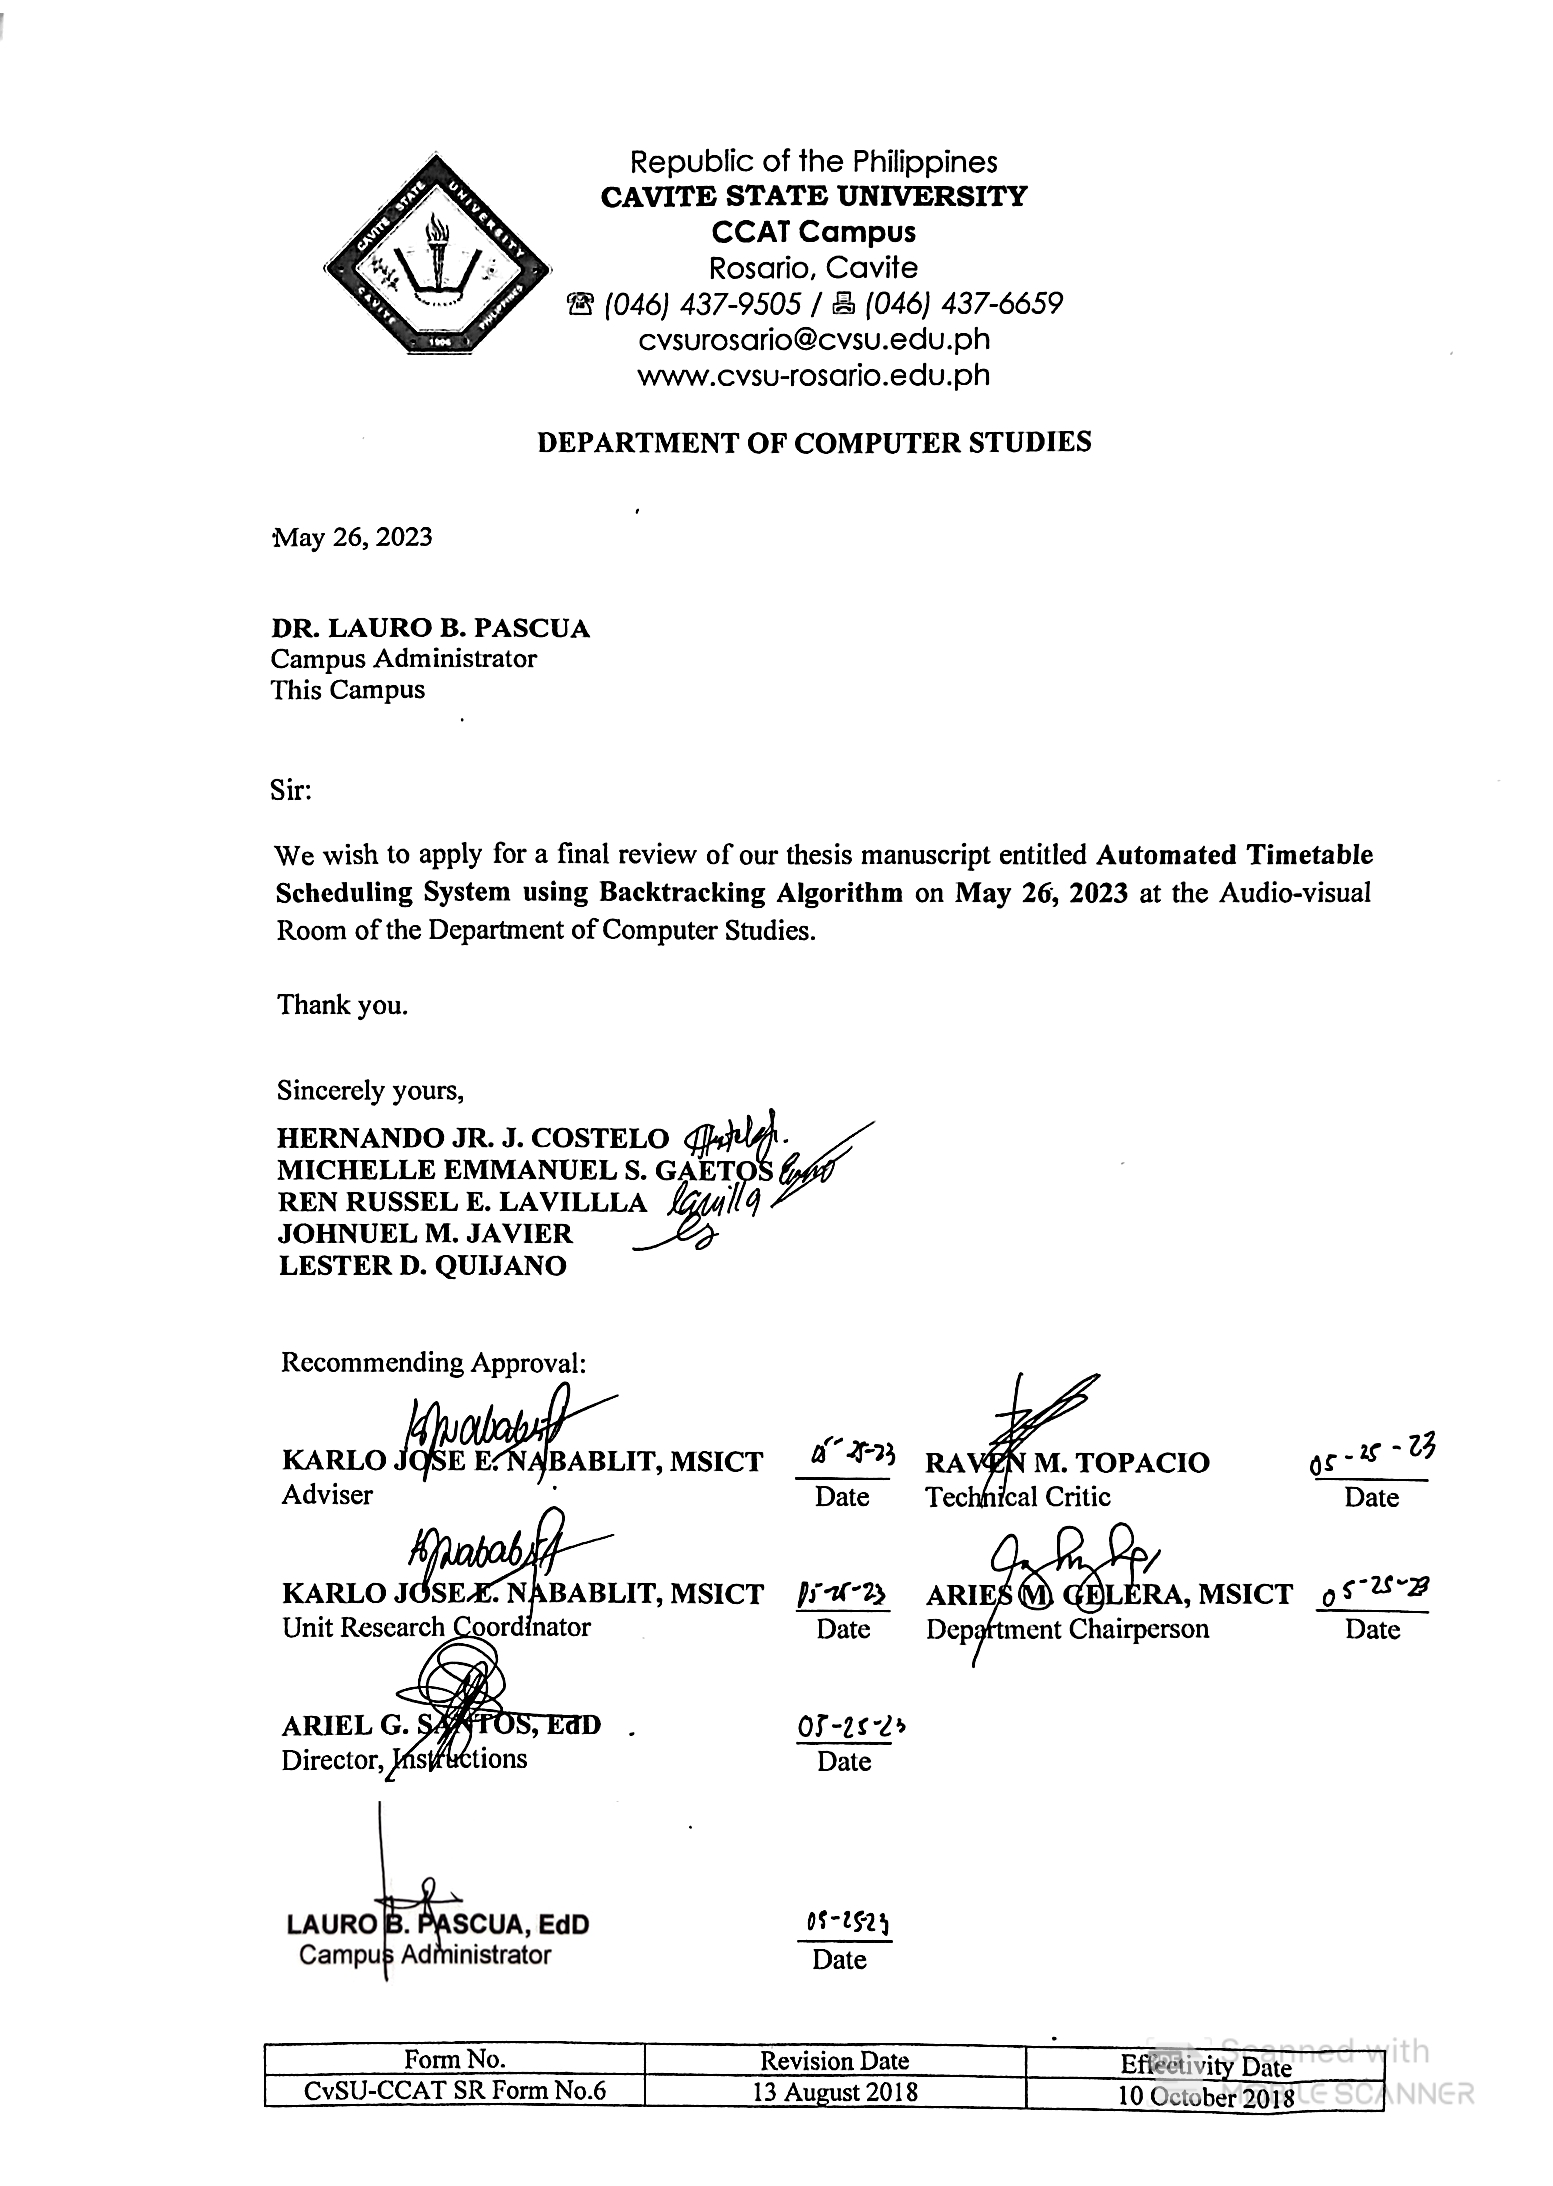 Republic of the Philippines
CAVITE STATE UNIVERSITY
CCAT Campus
Rosario, Cavite
☎ (046) 437-9505 / 🖷 (046) 437-6659
cvsurosario@cvsu.edu.ph
www.cvsu-rosario.edu.ph
CAVITE STATE UNIVERSITY
CAVITE 1906 PHILIPPINES
DEPARTMENT OF COMPUTER STUDIES
May 26, 2023
DR. LAURO B. PASCUA
Campus Administrator
This Campus
Sir:
We wish to apply for a final review of our thesis manuscript entitled Automated Timetable
Scheduling System using Backtracking Algorithm on May 26, 2023 at the Audio-visual
Room of the Department of Computer Studies.
Thank you.
Sincerely yours,
HERNANDO JR. J. COSTELO
MICHELLE EMMANUEL S. GAETOS
REN RUSSEL E. LAVILLLA Lavilla
JOHNUEL M. JAVIER
LESTER D. QUIJANO
Recommending Approval:
KARLO JOSE E. NABABLIT, MSICT 05-25-23 RAVEN M. TOPACIO 05-25-23
Adviser Date Technical Critic Date
KARLO JOSE E. NABABLIT, MSICT 05-25-23 ARIES M. GELERA, MSICT 05-25-23
Unit Research Coordinator Date Department Chairperson Date
ARIEL G. SANTOS, EdD 05-25-23
Director, Instructions Date
LAURO B. PASCUA, EdD 05-25-23
Campus Administrator Date
Form No. Revision Date Effectivity Date
CvSU-CCAT SR Form No.6 13 August 2018 10 October 2018
Scanned with
MOBILE SCANNER